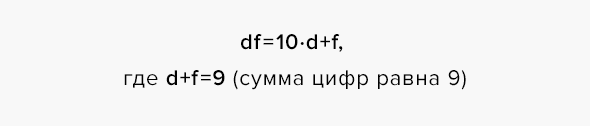 df=10·d+f,
где d+f=9 (сумма цифр равна 9)